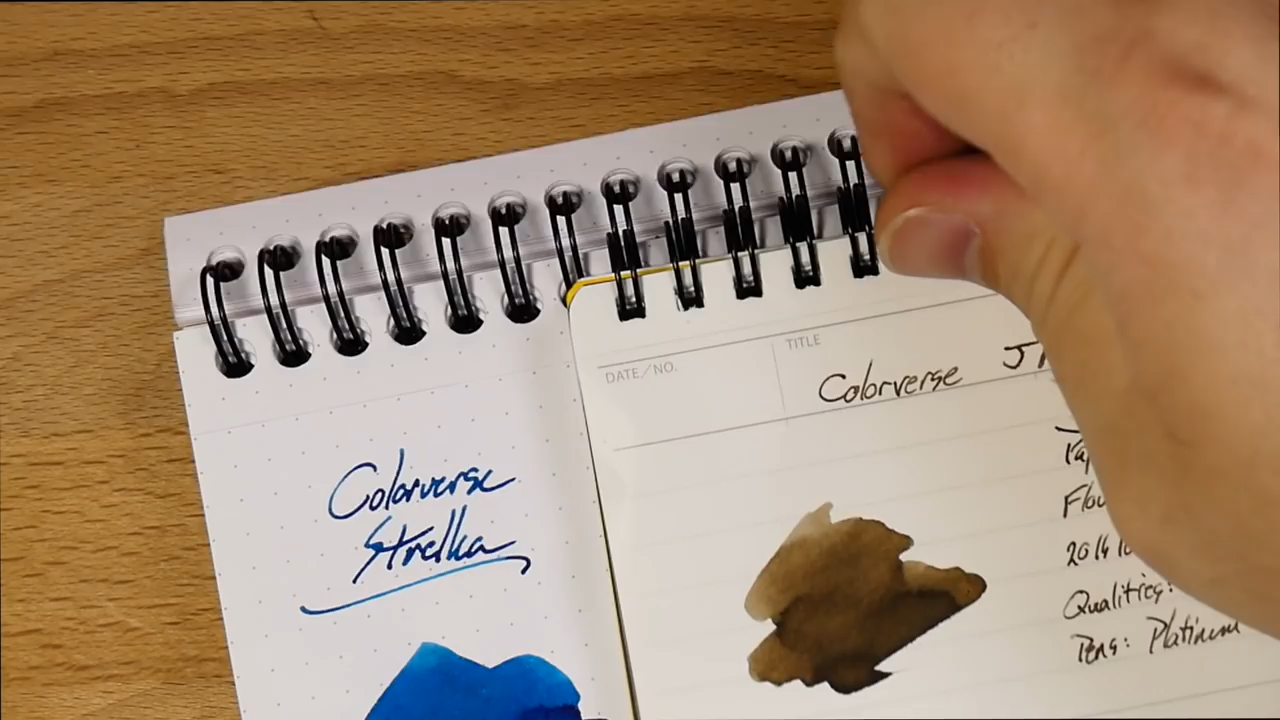 Colorverse
Strelka
DATE/NO.
TITLE
Colorverse
Qualities:
Pens: Platinum